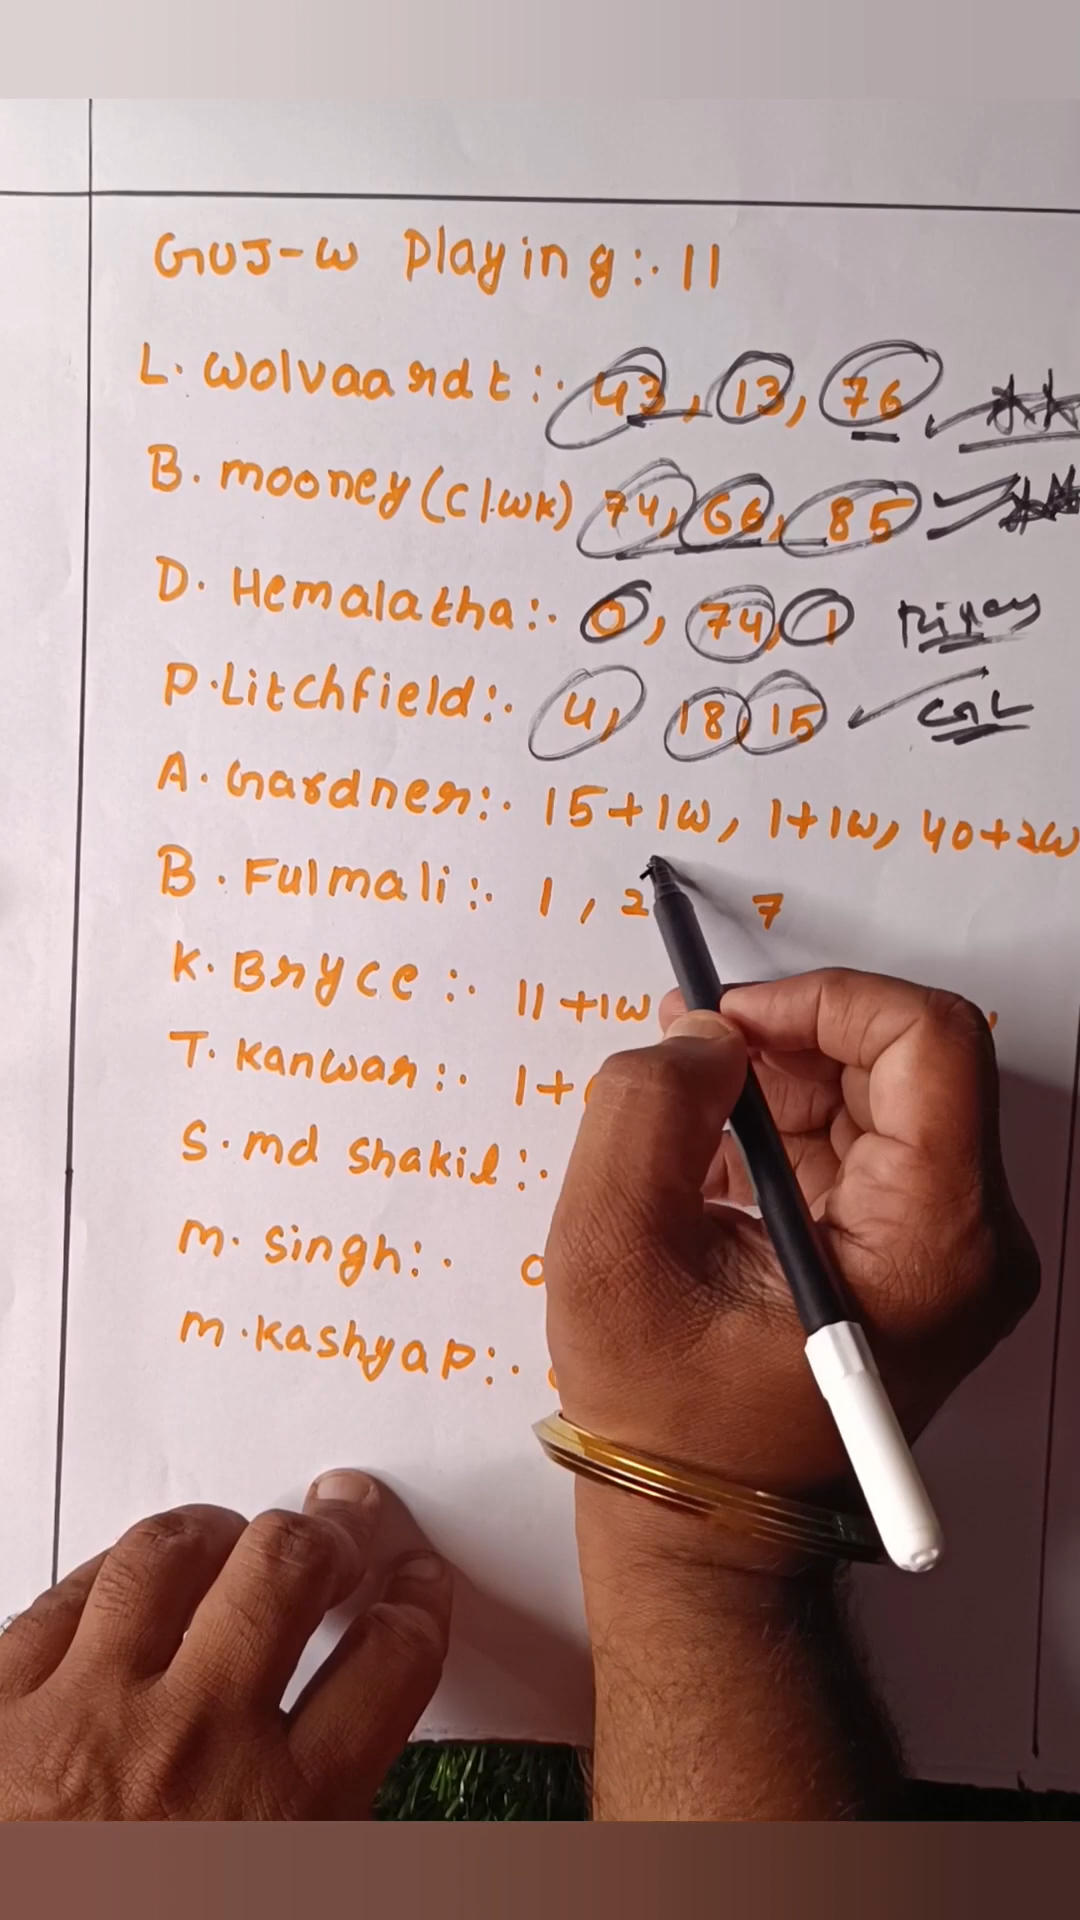 GUJ-W Playing:. 11
L. Wolvaardt:. 43, 13, 76
B. mooney (C/.wk) 74, 66, 85
D. Hemalatha:. 0, 74, 1
P. Litchfield:. 4, 18, 15 C&L
A. Gardner:. 15+1W, 1+1W, 40+2W
B. Fulmali:. 1, 2 7
K. Bryce:. 11+1W
T. Kanwar:. 1+
S. md Shakil:.
M. Singh:. 0
M. Kashyap:.